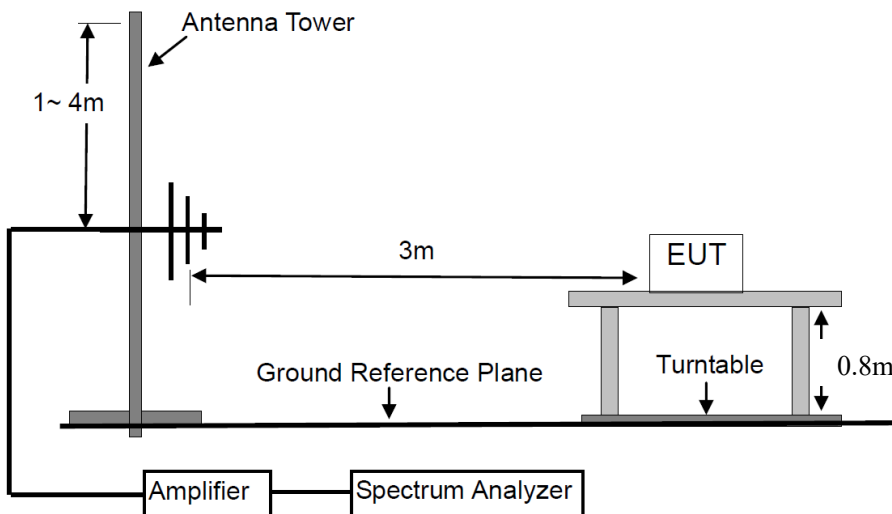 Antenna Tower
1~ 4m
3m
EUT
Ground Reference Plane
Turntable
0.8m
Amplifier
Spectrum Analyzer